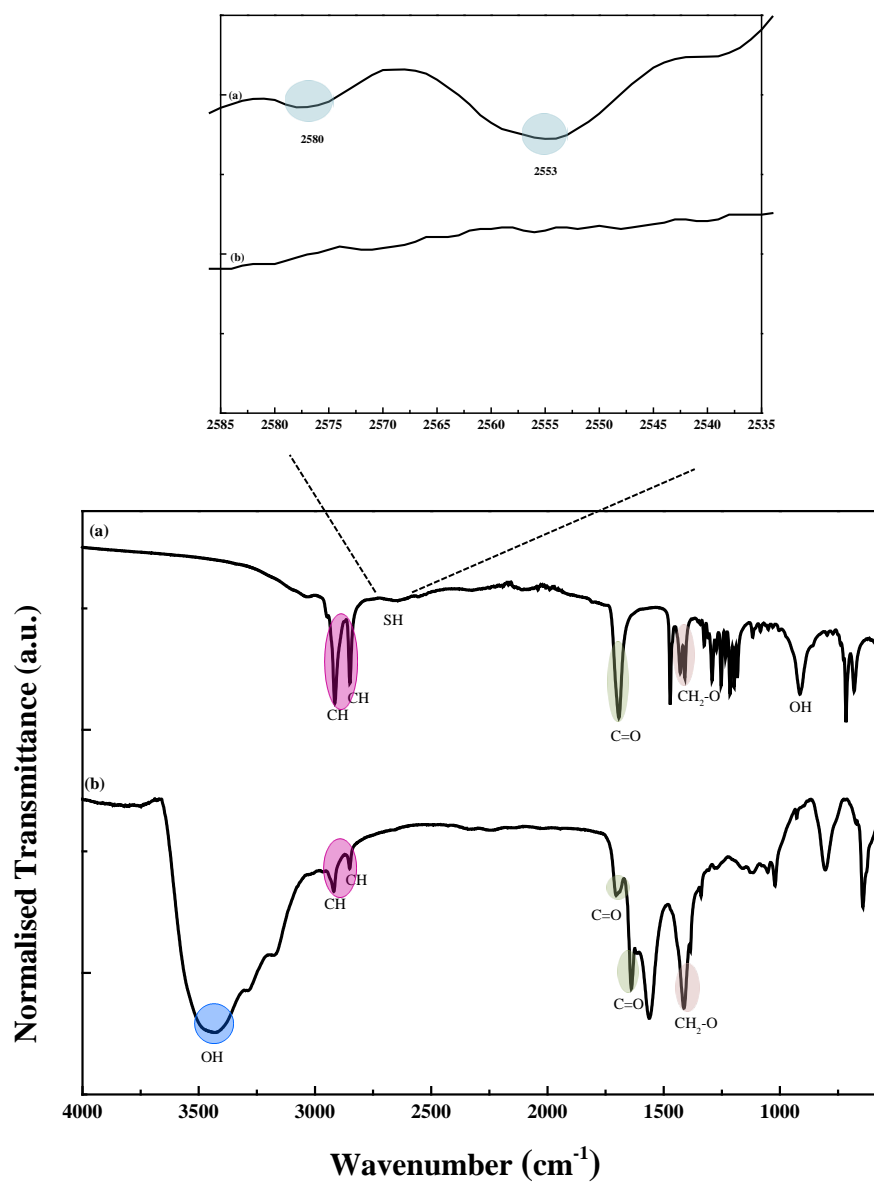 (a)
2580
2553
(b)
2585 2580 2575 2570 2565 2560 2555 2550 2545 2540 2535
(a)
SH
CH
CH
CH₂-O
OH
C=O
(b)
CH
CH
C=O
C=O
CH₂-O
OH
Normalised Transmittance (a.u.)
4000 3500 3000 2500 2000 1500 1000
Wavenumber (cm⁻¹)